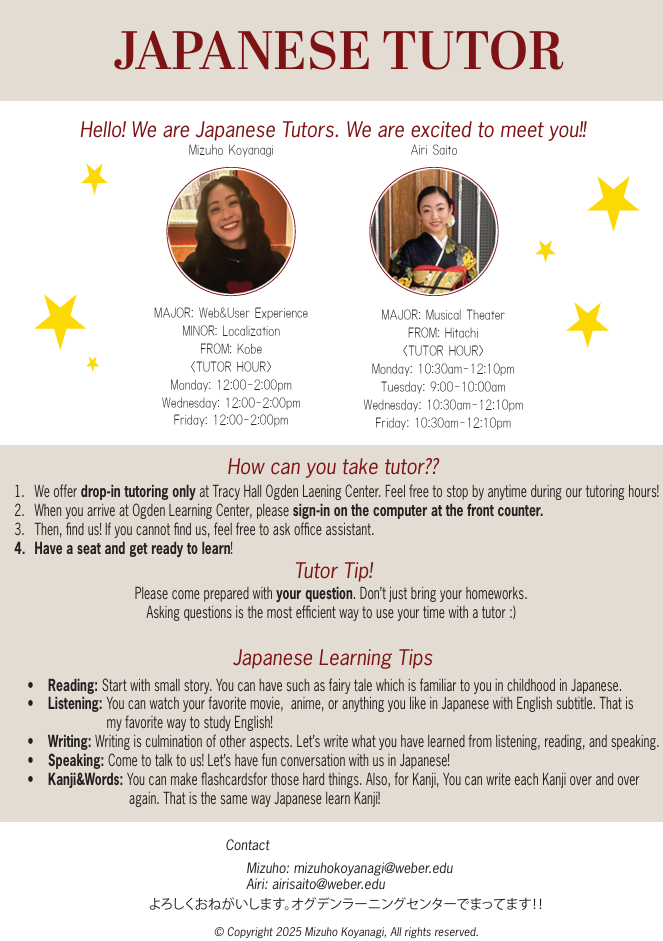 JAPANESE TUTOR
Hello! We are Japanese Tutors. We are excited to meet you!!
Mizuho Koyanagi
MAJOR: Web&User Experience
MINOR: Localization
FROM: Kobe
〈TUTOR HOUR〉
Monday: 12:00-2:00pm
Wednesday: 12:00-2:00pm
Friday: 12:00-2:00pm
Airi Saito
MAJOR: Musical Theater
FROM: Hitachi
〈TUTOR HOUR〉
Monday: 10:30am-12:10pm
Tuesday: 9:00-10:00am
Wednesday: 10:30am-12:10pm
Friday: 10:30am-12:10pm
How can you take tutor??
1. We offer drop-in tutoring only at Tracy Hall Ogden Laening Center. Feel free to stop by anytime during our tutoring hours!
2. When you arrive at Ogden Learning Center, please sign-in on the computer at the front counter.
3. Then, find us! If you cannot find us, feel free to ask office assistant.
4. Have a seat and get ready to learn!
Tutor Tip!
Please come prepared with your question. Don't just bring your homeworks.
Asking questions is the most efficient way to use your time with a tutor :)
Japanese Learning Tips
• Reading: Start with small story. You can have such as fairy tale which is familiar to you in childhood in Japanese.
• Listening: You can watch your favorite movie, anime, or anything you like in Japanese with English subtitle. That is
my favorite way to study English!
• Writing: Writing is culmination of other aspects. Let's write what you have learned from listening, reading, and speaking.
• Speaking: Come to talk to us! Let's have fun conversation with us in Japanese!
• Kanji&Words: You can make flashcardsfor those hard things. Also, for Kanji, You can write each Kanji over and over
again. That is the same way Japanese learn Kanji!
Contact
Mizuho: mizuhokoyanagi@weber.edu
Airi: airisaito@weber.edu
よろしくおねがいします。オグデンラーニングセンターでまってます!!
© Copyright 2025 Mizuho Koyanagi, All rights reserved.